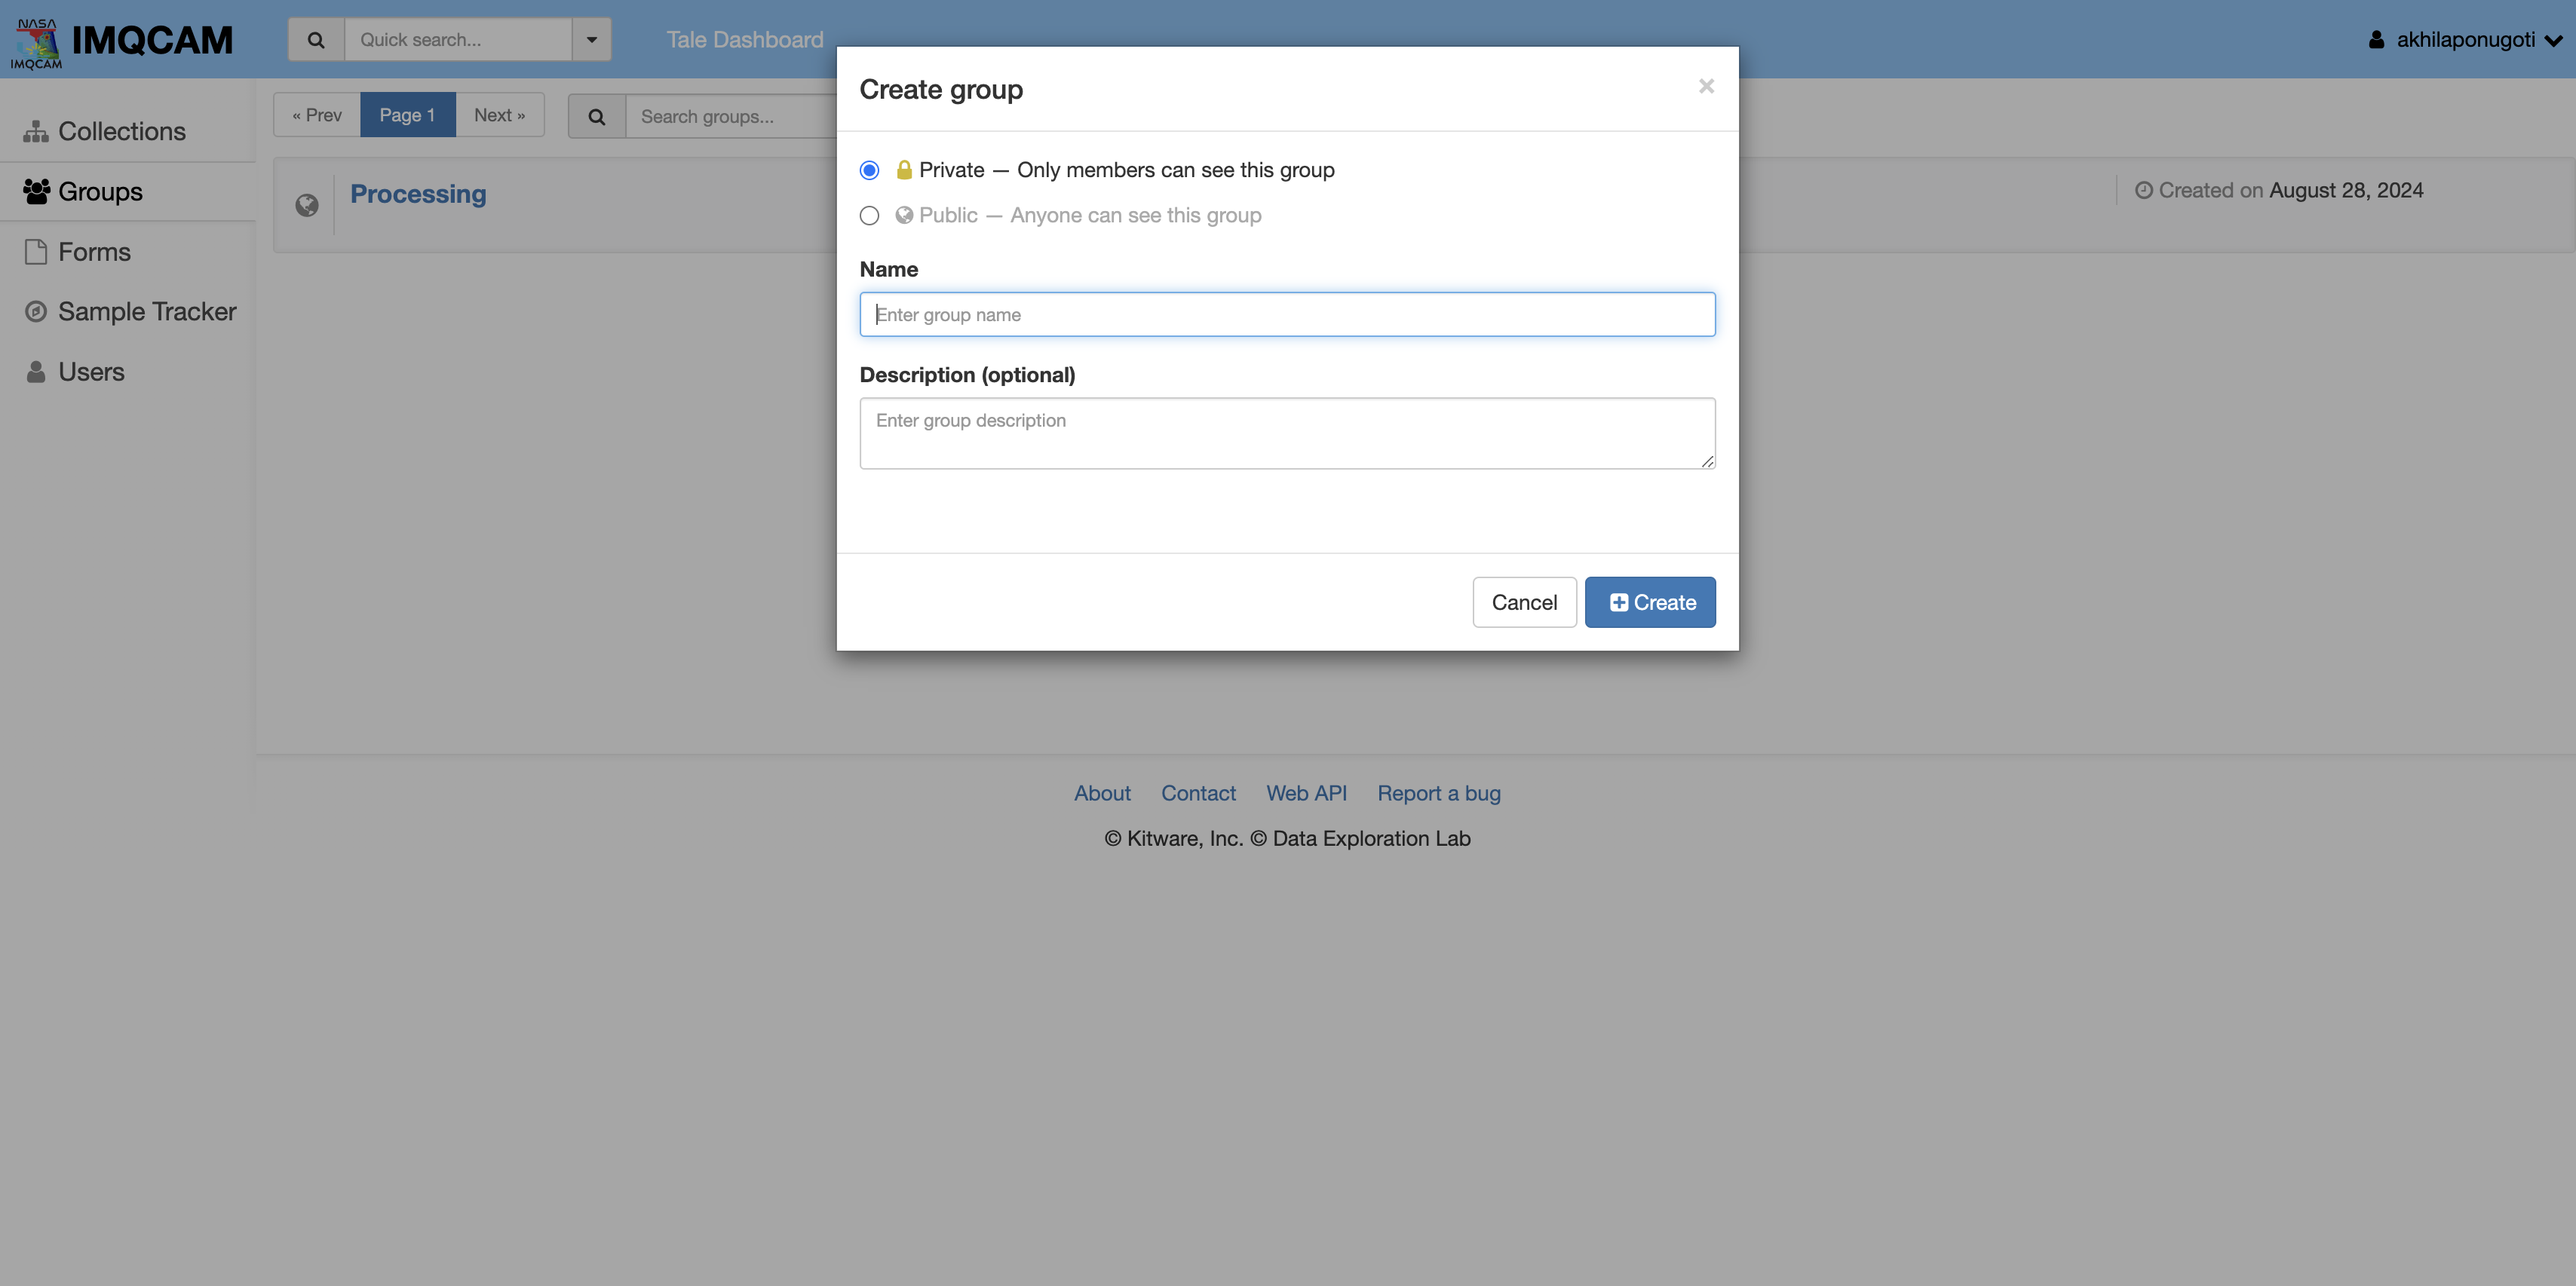 NASA
IMQCAM
IMQCAM
Quick search...
Tale Dashboard
akhilaponugoti
Collections
Groups
Forms
Sample Tracker
Users
« Prev
Page 1
Next »
Search groups...
Processing
Created on August 28, 2024
Create group
×
Private — Only members can see this group
Public — Anyone can see this group
Name
Enter group name
Description (optional)
Enter group description
Cancel
Create
About
Contact
Web API
Report a bug
© Kitware, Inc. © Data Exploration Lab